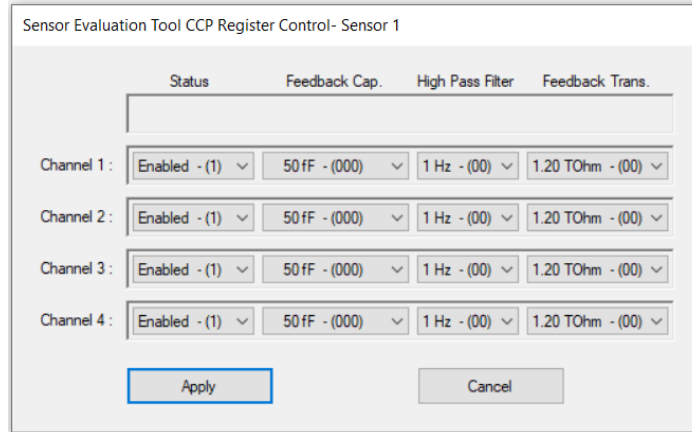 Sensor Evaluation Tool CCP Register Control- Sensor 1
Status Feedback Cap. High Pass Filter Feedback Trans.
Channel 1 : Enabled - (1) 50 fF - (000) 1 Hz - (00) 1.20 TOhm - (00)
Channel 2 : Enabled - (1) 50 fF - (000) 1 Hz - (00) 1.20 TOhm - (00)
Channel 3 : Enabled - (1) 50 fF - (000) 1 Hz - (00) 1.20 TOhm - (00)
Channel 4 : Enabled - (1) 50 fF - (000) 1 Hz - (00) 1.20 TOhm - (00)
Apply Cancel